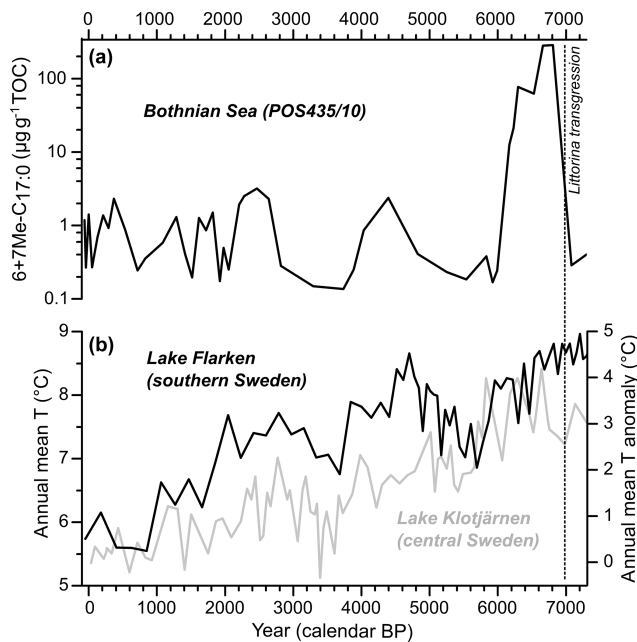 0 1000 2000 3000 4000 5000 6000 7000
(a)
Bothnian Sea (POS435/10)
Littorina transgression
6+7Me-C17:0 (µg g-1 TOC)
100
10
1
0.1
(b)
Lake Flarken
(southern Sweden)
Lake Klotjärnen
(central Sweden)
Annual mean T (°C)
9
8
7
6
5
Annual mean T anomaly (°C)
5
4
3
2
1
0
0 1000 2000 3000 4000 5000 6000 7000
Year (calendar BP)